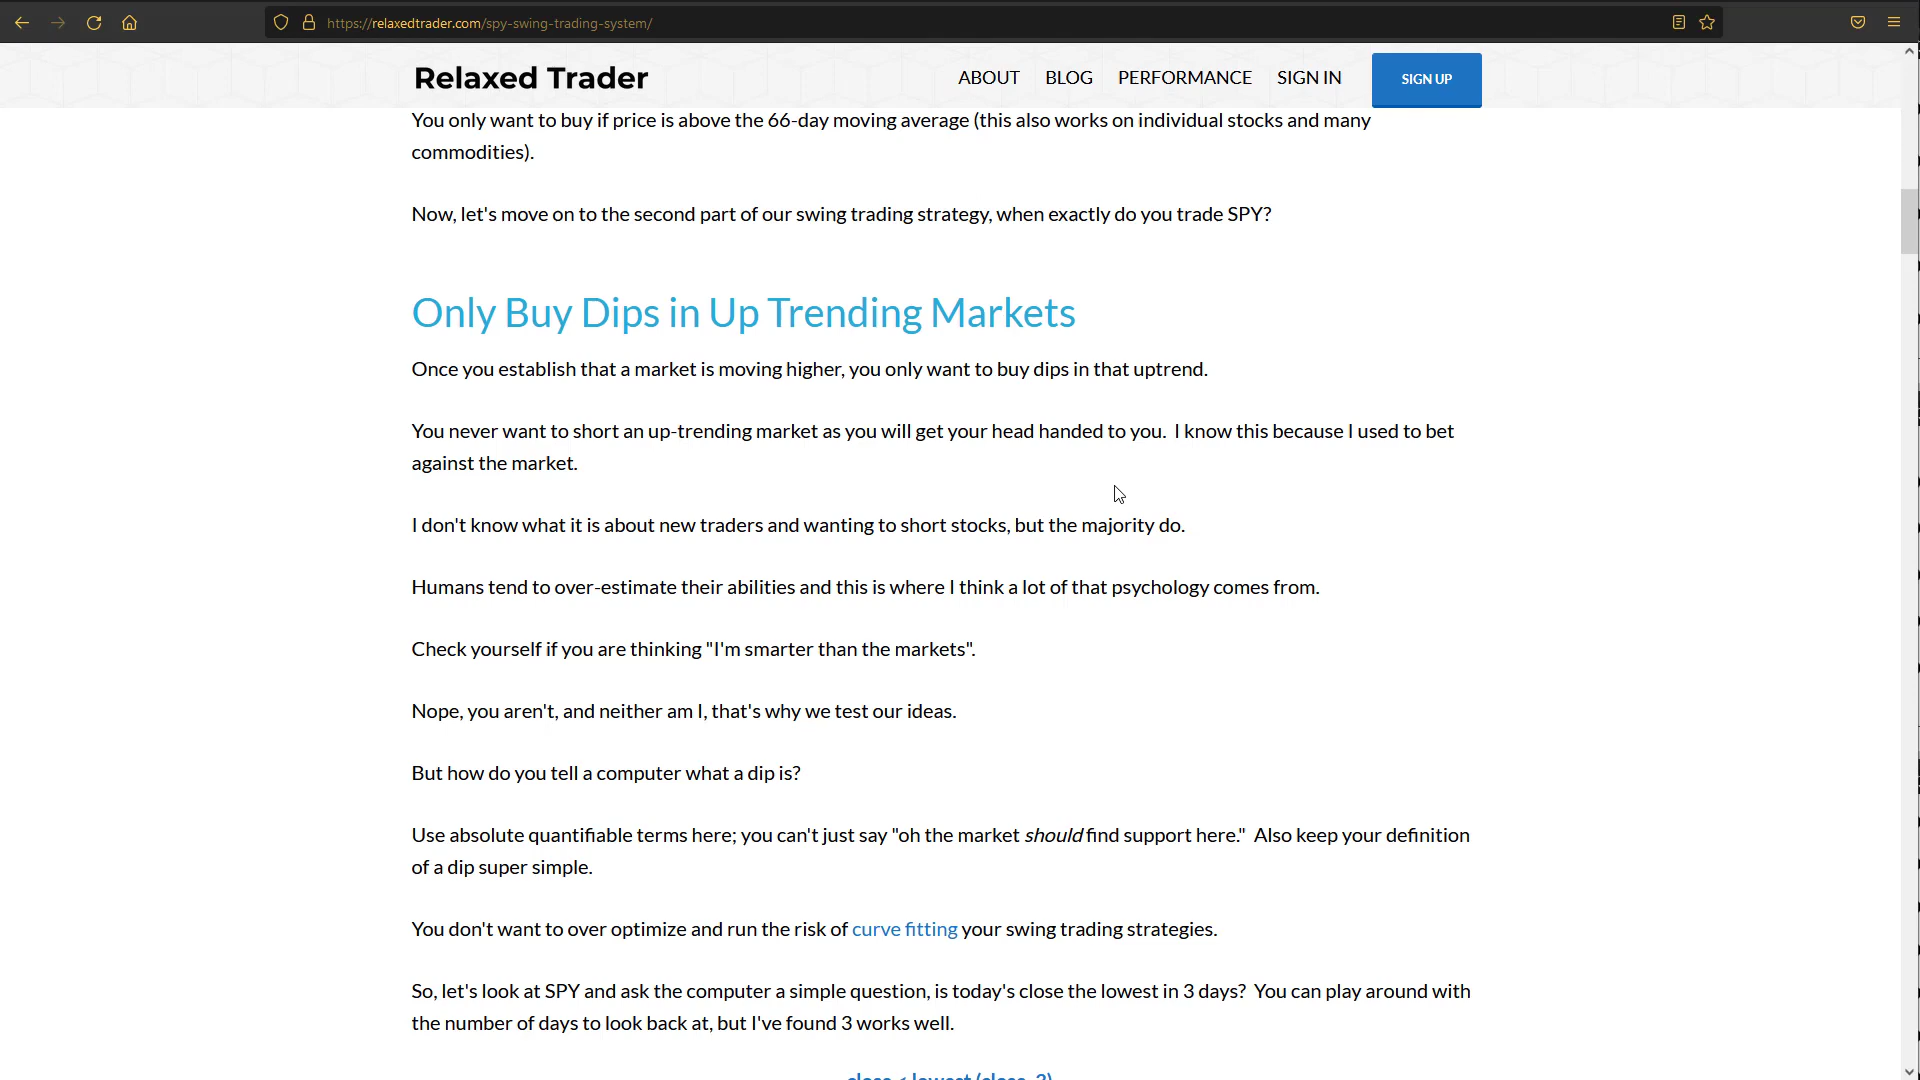 https://relaxedtrader.com/spy-swing-trading-system/
Relaxed Trader
ABOUT BLOG PERFORMANCE SIGN IN SIGN UP
You only want to buy if price is above the 66-day moving average (this also works on individual stocks and many
commodities).
Now, let's move on to the second part of our swing trading strategy, when exactly do you trade SPY?
Only Buy Dips in Up Trending Markets
Once you establish that a market is moving higher, you only want to buy dips in that uptrend.
You never want to short an up-trending market as you will get your head handed to you.  I know this because I used to bet
against the market.
I don't know what it is about new traders and wanting to short stocks, but the majority do.
Humans tend to over-estimate their abilities and this is where I think a lot of that psychology comes from.
Check yourself if you are thinking "I'm smarter than the markets".
Nope, you aren't, and neither am I, that's why we test our ideas.
But how do you tell a computer what a dip is?
Use absolute quantifiable terms here; you can't just say "oh the market should find support here."  Also keep your definition
of a dip super simple.
You don't want to over optimize and run the risk of curve fitting your swing trading strategies.
So, let's look at SPY and ask the computer a simple question, is today's close the lowest in 3 days?  You can play around with
the number of days to look back at, but I've found 3 works well.
close < lowest (close, 3)